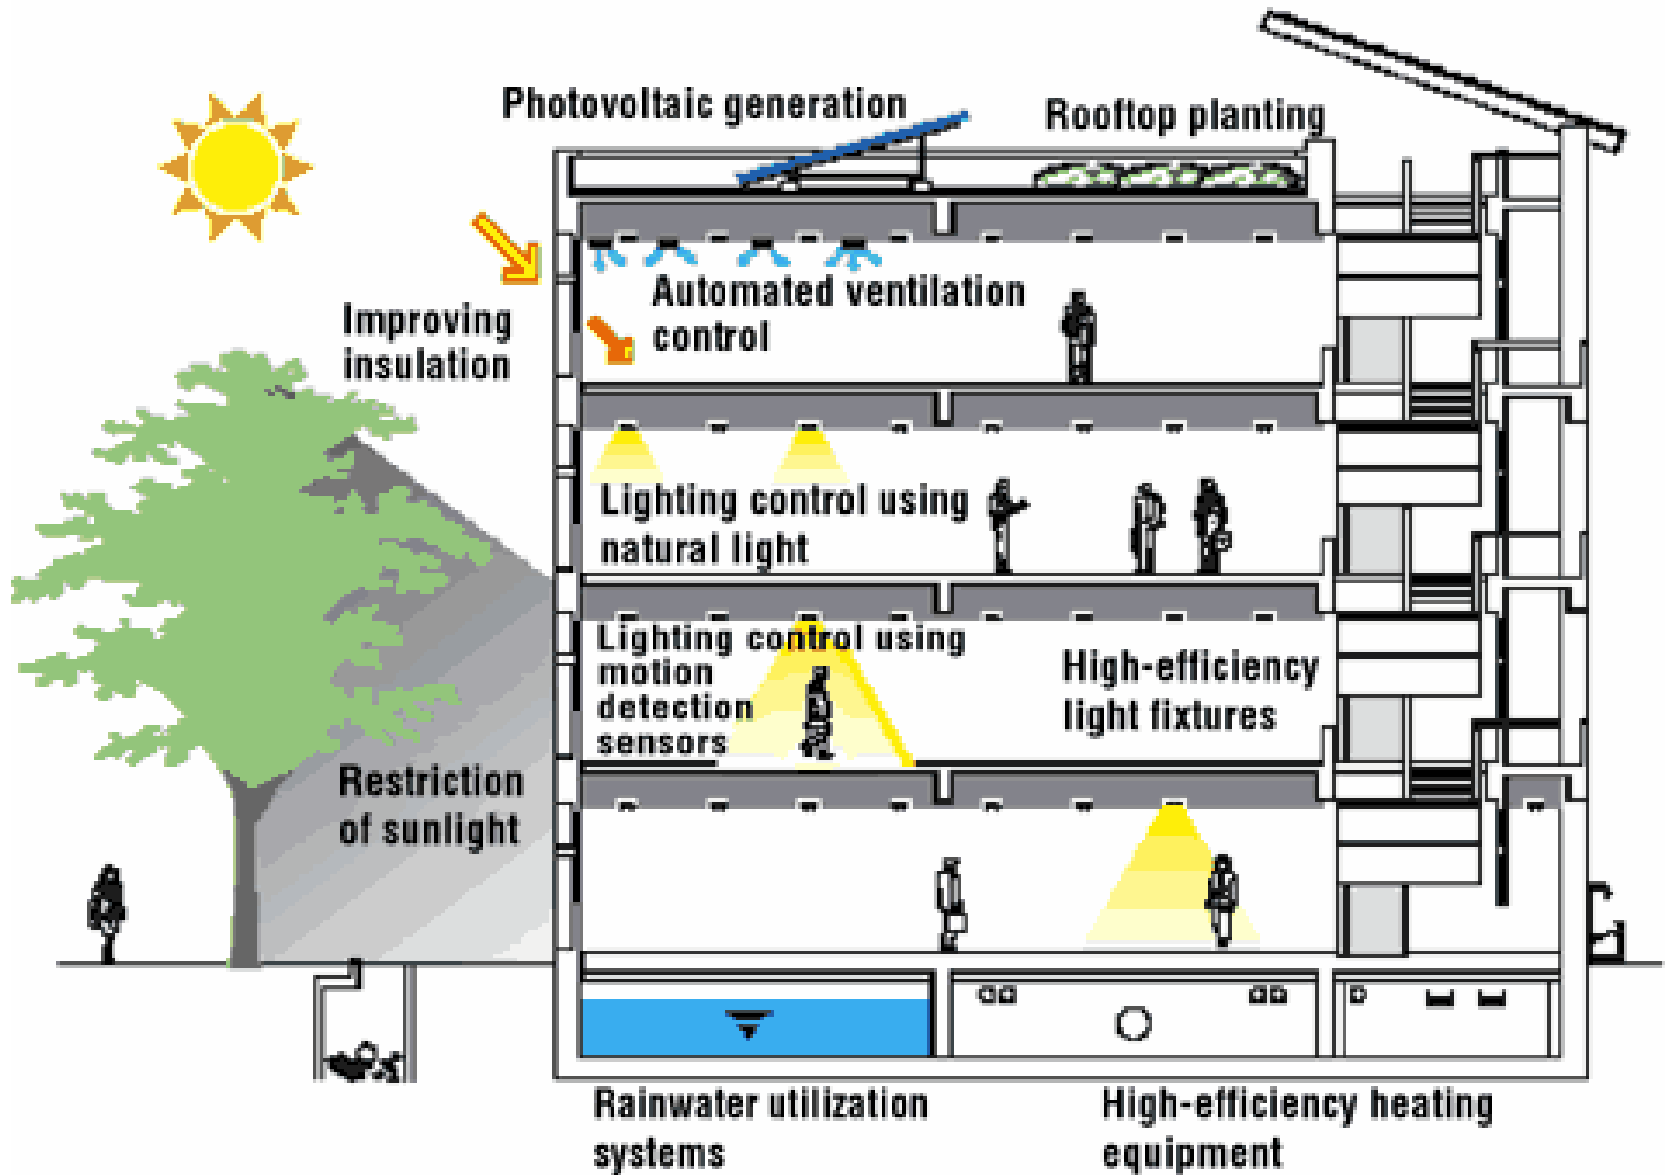 Photovoltaic generation
Rooftop planting
Automated ventilation
control
Improving
insulation
Lighting control using
natural light
Lighting control using
motion
detection
sensors
High-efficiency
light fixtures
Restriction
of sunlight
Rainwater utilization
systems
High-efficiency heating
equipment